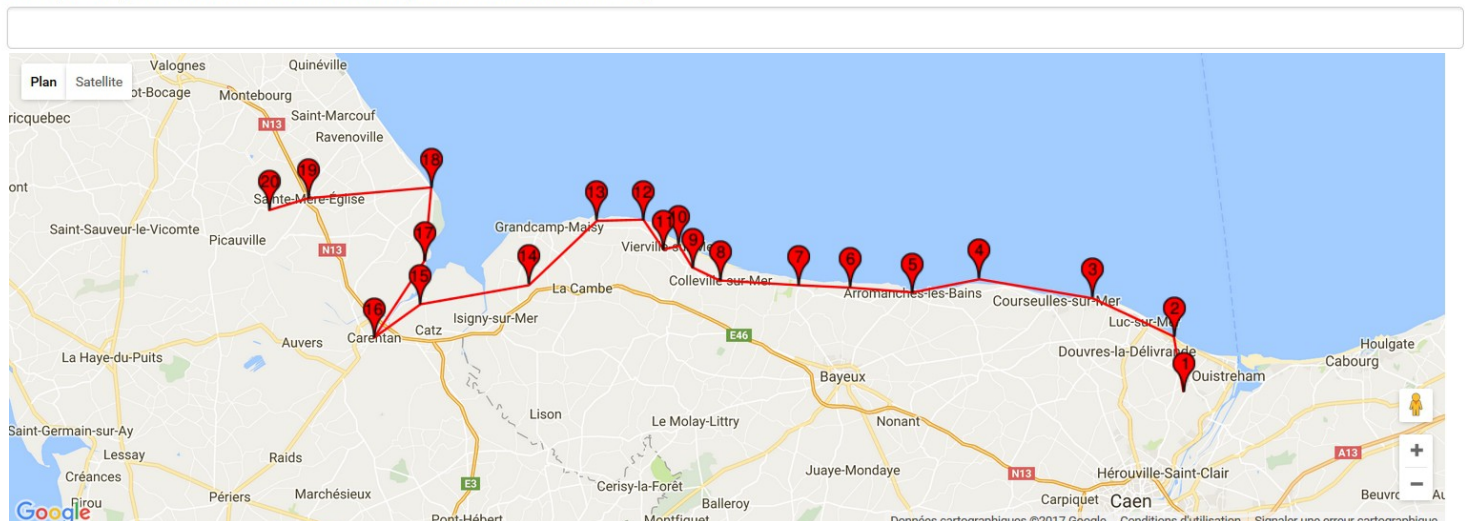 Valognes
Quinéville
Plan Satellite
ot-Bocage
Montebourg
ricquebec
Saint-Marcouf
N13
Ravenoville
18
19
20
ont
Sainte-Mère-Église
13 12
Saint-Sauveur-le-Vicomte
Grandcamp-Maisy
10
17
11
Picauville
Vierville-su
9
N13
14
8 7 6 5 4
3
Colleville-sur-Mer
15
La Cambe
Arromanches-les-Bains
Courseulles-sur-Mer
16
Isigny-sur-Mer
2
Luc-sur-Me
Catz
Carentan
Auvers
E46
Houlgate
La Haye-du-Puits
Douvres-la-Délivrande
Cabourg
1
Bayeux
Ouistreham
Lison
Le Molay-Littry
Nonant
Saint-Germain-sur-Ay
Lessay
Raids
A13
+
Juaye-Mondaye
N13
Hérouville-Saint-Clair
Créances
E3
Cerisy-la-Forêt
−
Périers
Marchésieux
Pirou
Carpiquet
Caen
Beuvro
Au
Balleroy
Google
Pont-Hébert
Montfiquet
Données cartographiques ©2017 Google Conditions d'utilisation Signaler une erreur cartographique